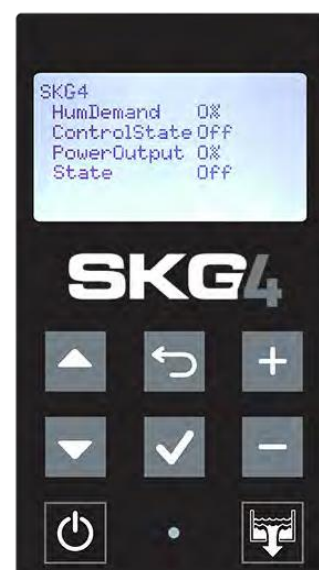 SKG4
HumDemand 0%
ControlState Off
PowerOutput 0%
State Off
SKG4